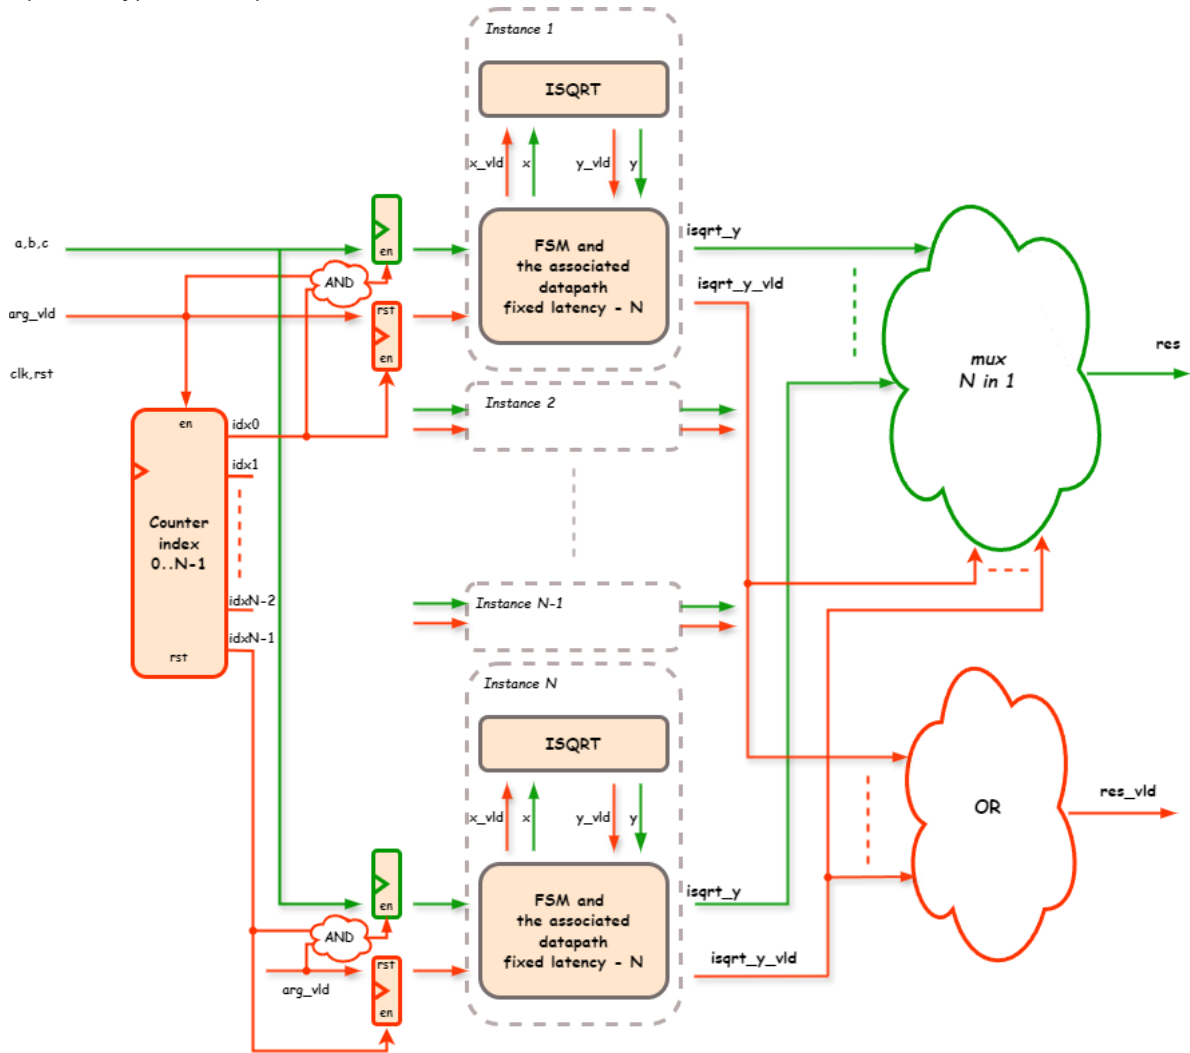 Instance 1
ISQRT
x_vld
x
y_vld
y
a,b,c
en
FSM and
the associated
datapath
fixed latency - N
isqrt_y
AND
isqrt_y_vld
arg_vld
rst
en
clk,rst
mux
N in 1
res
en
idx0
Instance 2
idx1
Counter
index
0..N-1
idxN-2
Instance N-1
idxN-1
rst
Instance N
ISQRT
x_vld
x
y_vld
y
OR
res_vld
en
FSM and
the associated
datapath
fixed latency - N
isqrt_y
AND
isqrt_y_vld
arg_vld
rst
en